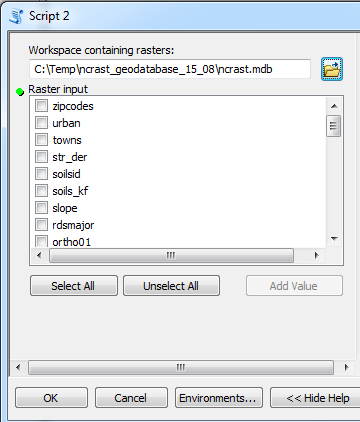 Script 2
Workspace containing rasters:
C:\Temp\ncrast_geodatabase_15_08\ncrast.mdb
Raster input
zipcodes
urban
towns
str_der
soilsid
soils_kf
slope
rdsmajor
ortho01
Select All Unselect All Add Value
OK Cancel Environments... << Hide Help